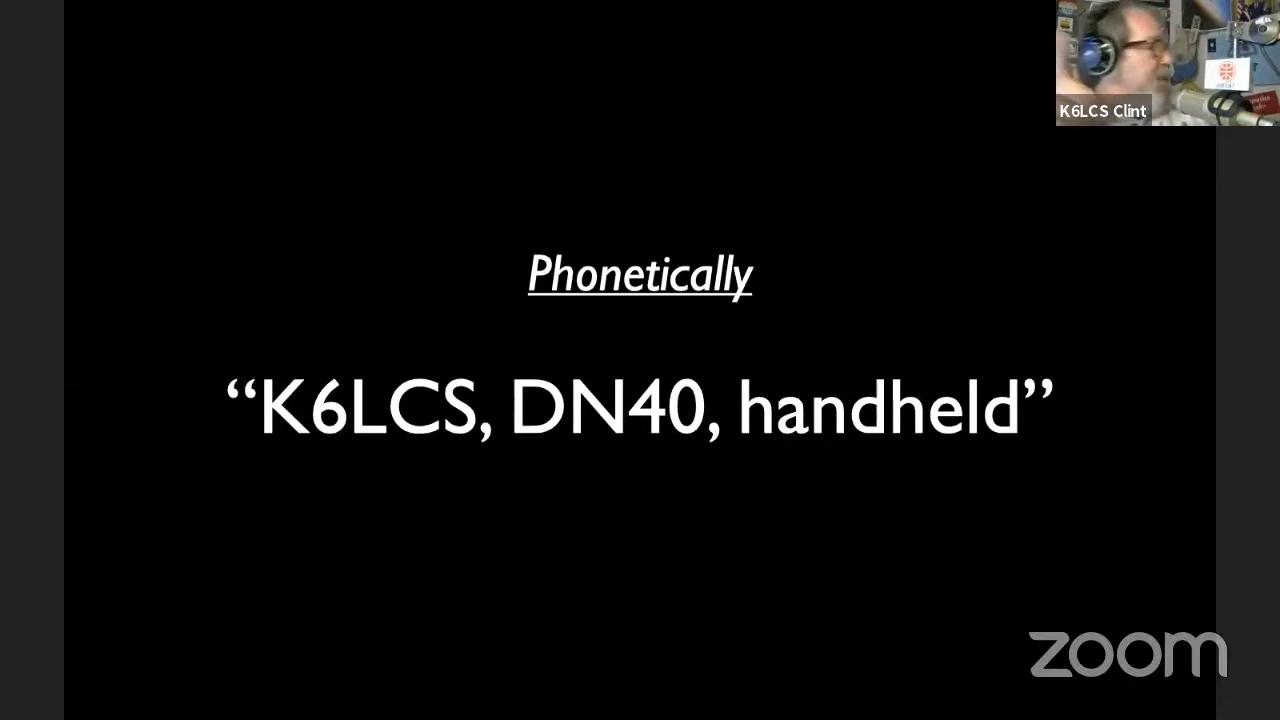 K6LCS Clint
Phonetically
“K6LCS, DN40, handheld”
zoom